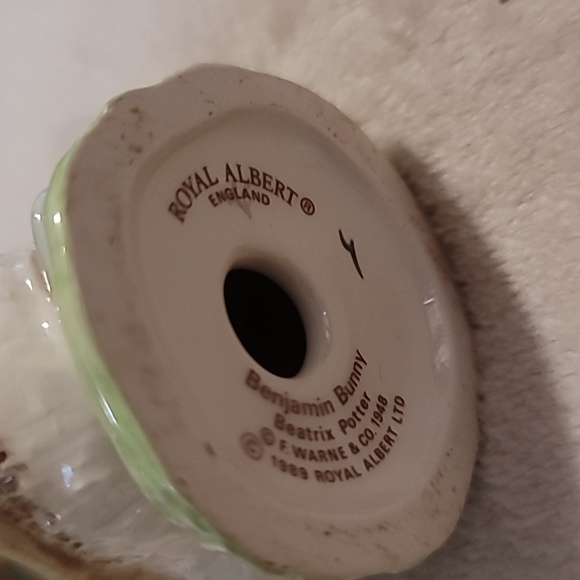 ROYAL ALBERT ®
ENGLAND
Benjamin Bunny
Beatrix Potter
© F. WARNE & CO. 1948
© 1989 ROYAL ALBERT LTD